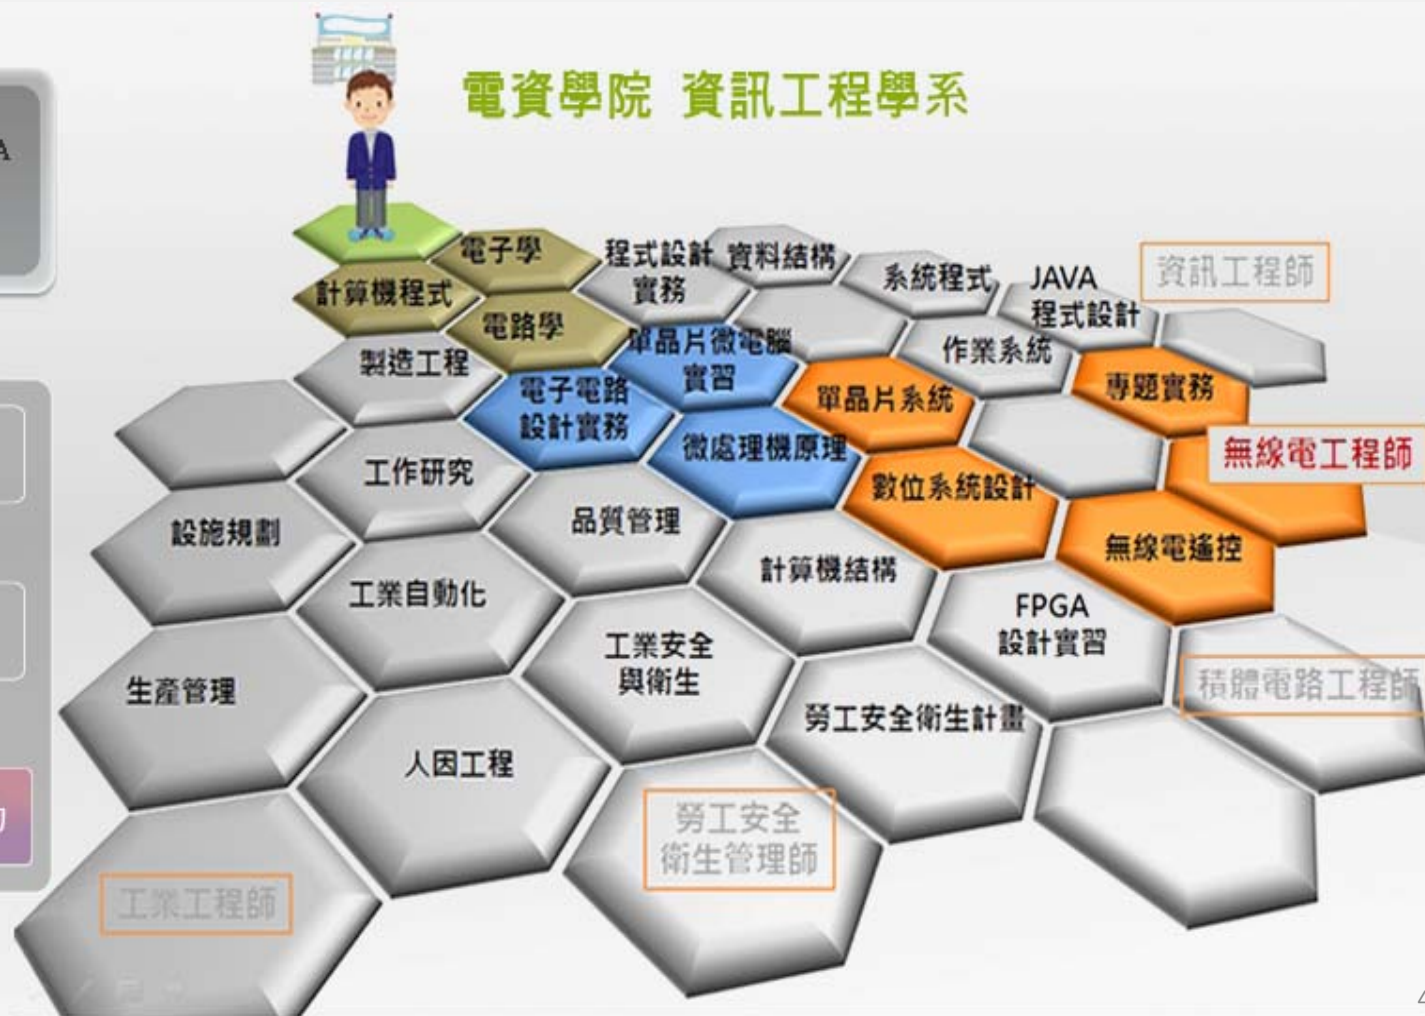 電資學院 資訊工程學系
電子學
程式設計
實務
資料結構
系統程式
JAVA
程式設計
資訊工程師
計算機程式
電路學
單晶片微電腦
實習
作業系統
專題實務
製造工程
電子電路
設計實務
單晶片系統
無線電工程師
微處理機原理
工作研究
數位系統設計
設施規劃
品質管理
計算機結構
無線電遙控
工業自動化
FPGA
設計實習
工業安全
與衛生
生產管理
積體電路工程師
勞工安全衛生計畫
人因工程
勞工安全
衛生管理師
工業工程師
A